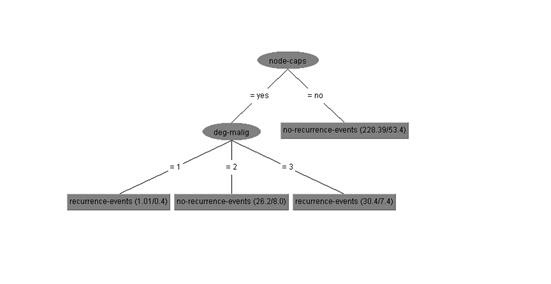 node-caps
= yes
= no
deg-malig
no-recurrence-events (228.39/53.4)
= 1
= 2
= 3
recurrence-events (1.01/0.4)
no-recurrence-events (26.2/8.0)
recurrence-events (30.4/7.4)